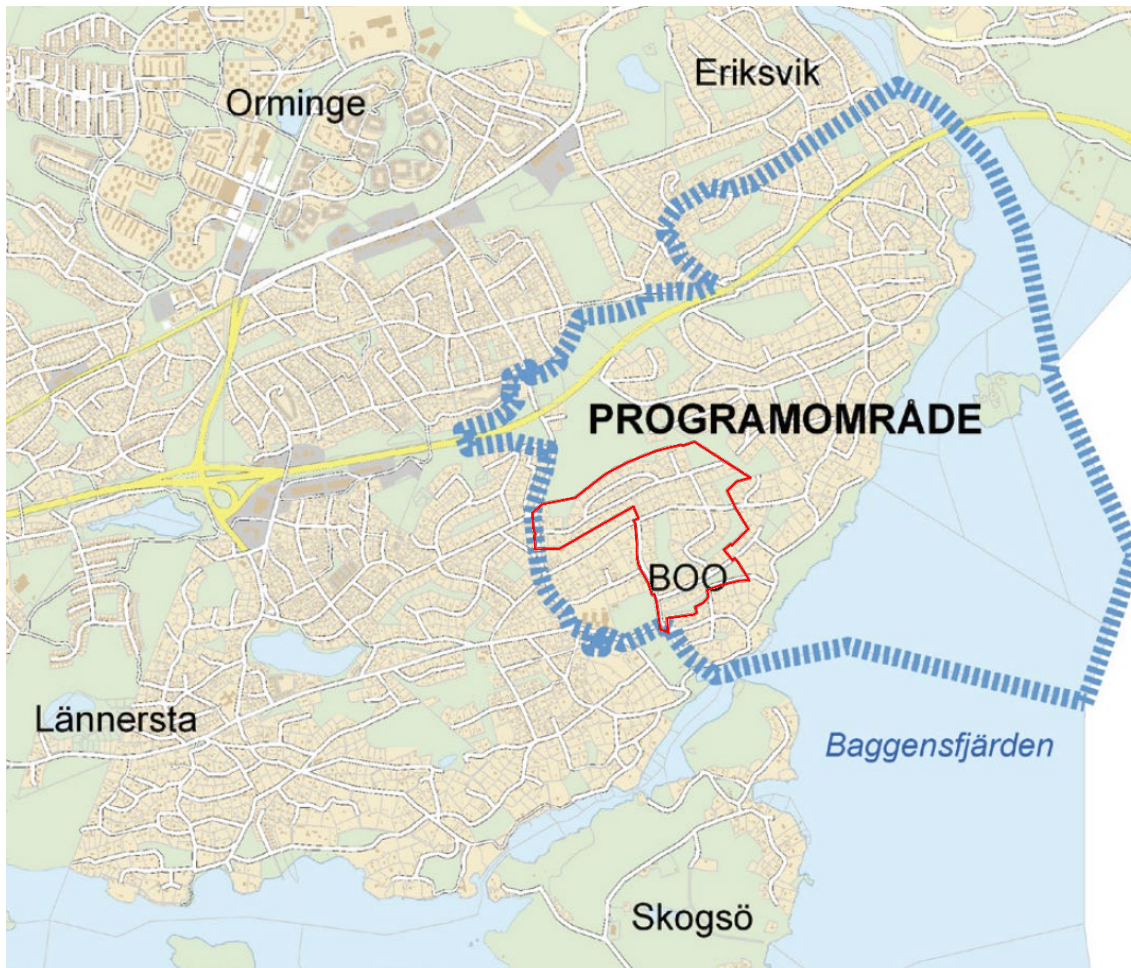 Eriksvik
Orminge
PROGRAMOMRÅDE
BOO
Lännersta
Baggensfjärden
Skogsö